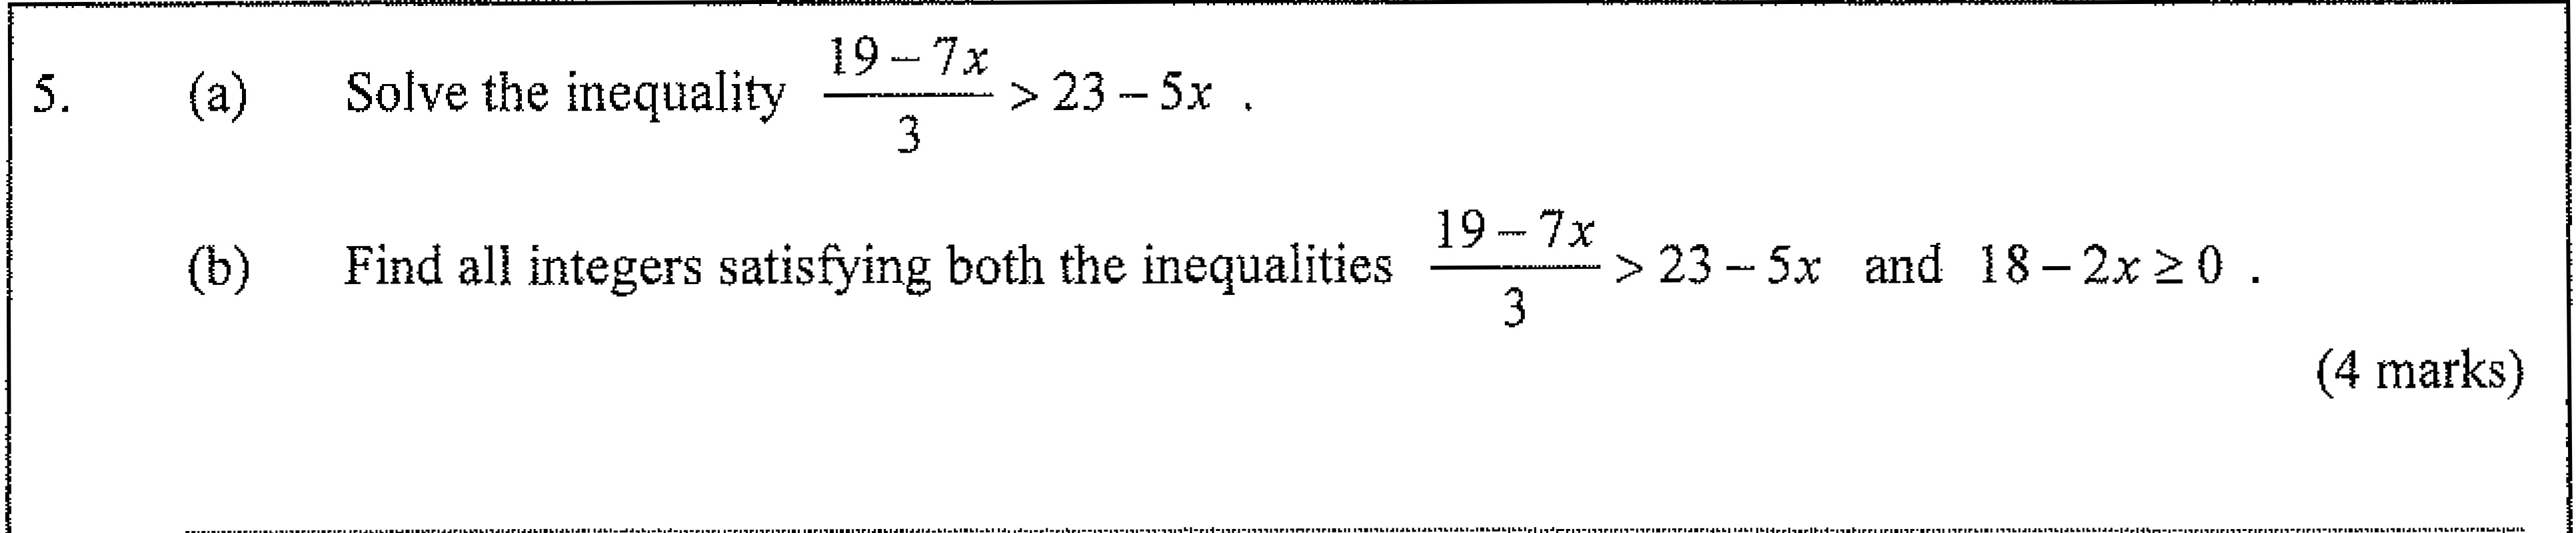 5. (a) Solve the inequality \frac{19-7x}{3} > 23-5x .
(b) Find all integers satisfying both the inequalities \frac{19-7x}{3} > 23-5x and 18-2x ≥ 0 .
(4 marks)